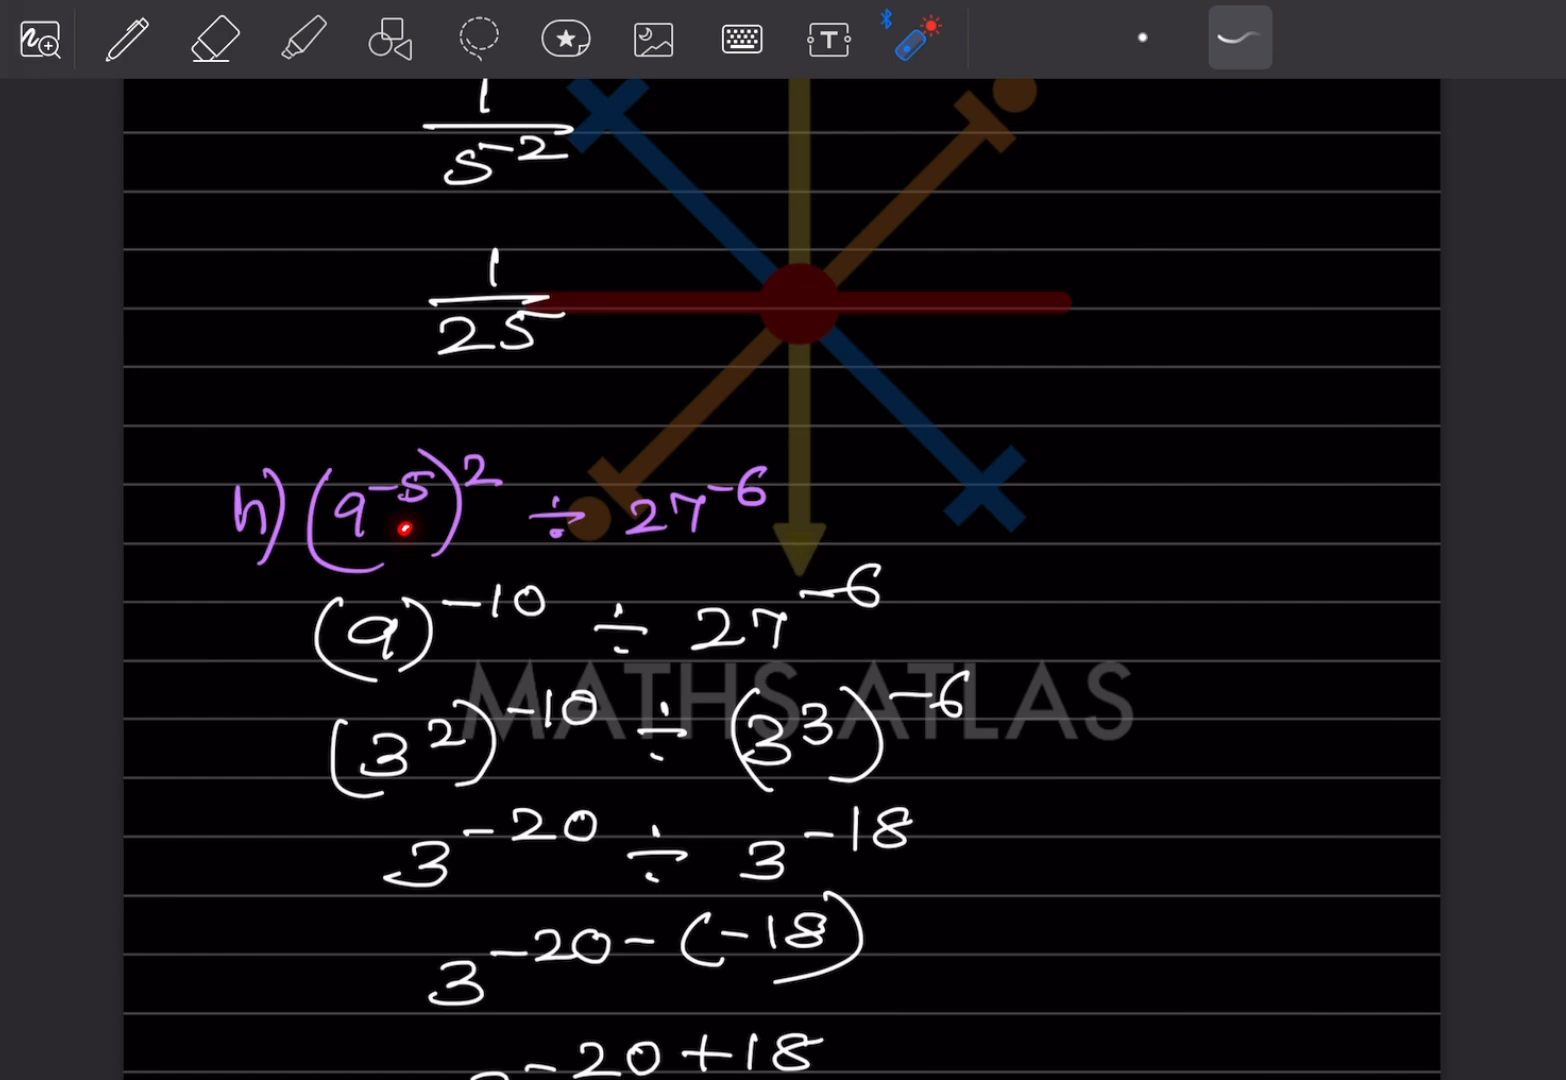 1
5⁻²
1
25
h) (9⁻⁵)² ÷ 27⁻⁶
(9)⁻¹⁰ ÷ 27⁻⁶
MATHS ATLAS
(3²)⁻¹⁰ ÷ (3³)⁻⁶
3⁻²⁰ ÷ 3⁻¹⁸
3⁻²⁰⁻⁽⁻¹⁸⁾
⁻²⁰⁺¹⁸